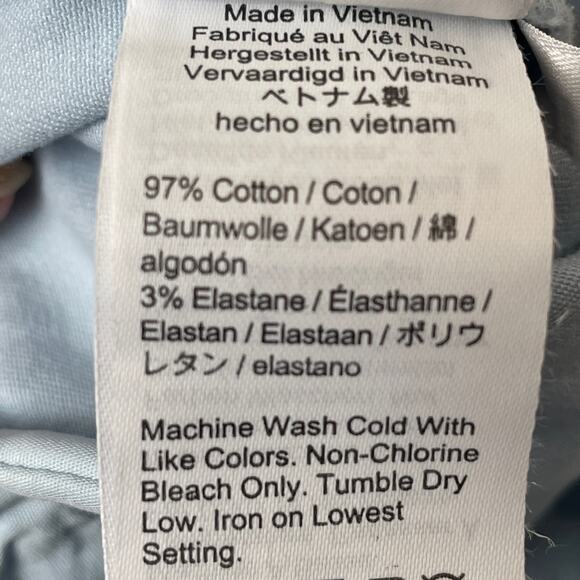 Made in Vietnam
Fabriqué au Viêt Nam
Hergestellt in Vietnam
Vervaardigd in Vietnam
ベトナム製
hecho en vietnam
97% Cotton / Coton /
Baumwolle / Katoen / 綿 /
algodón
3% Elastane / Élasthanne /
Elastan / Elastaan / ポリウ
レタン / elastano
Machine Wash Cold With
Like Colors. Non-Chlorine
Bleach Only. Tumble Dry
Low. Iron on Lowest
Setting.